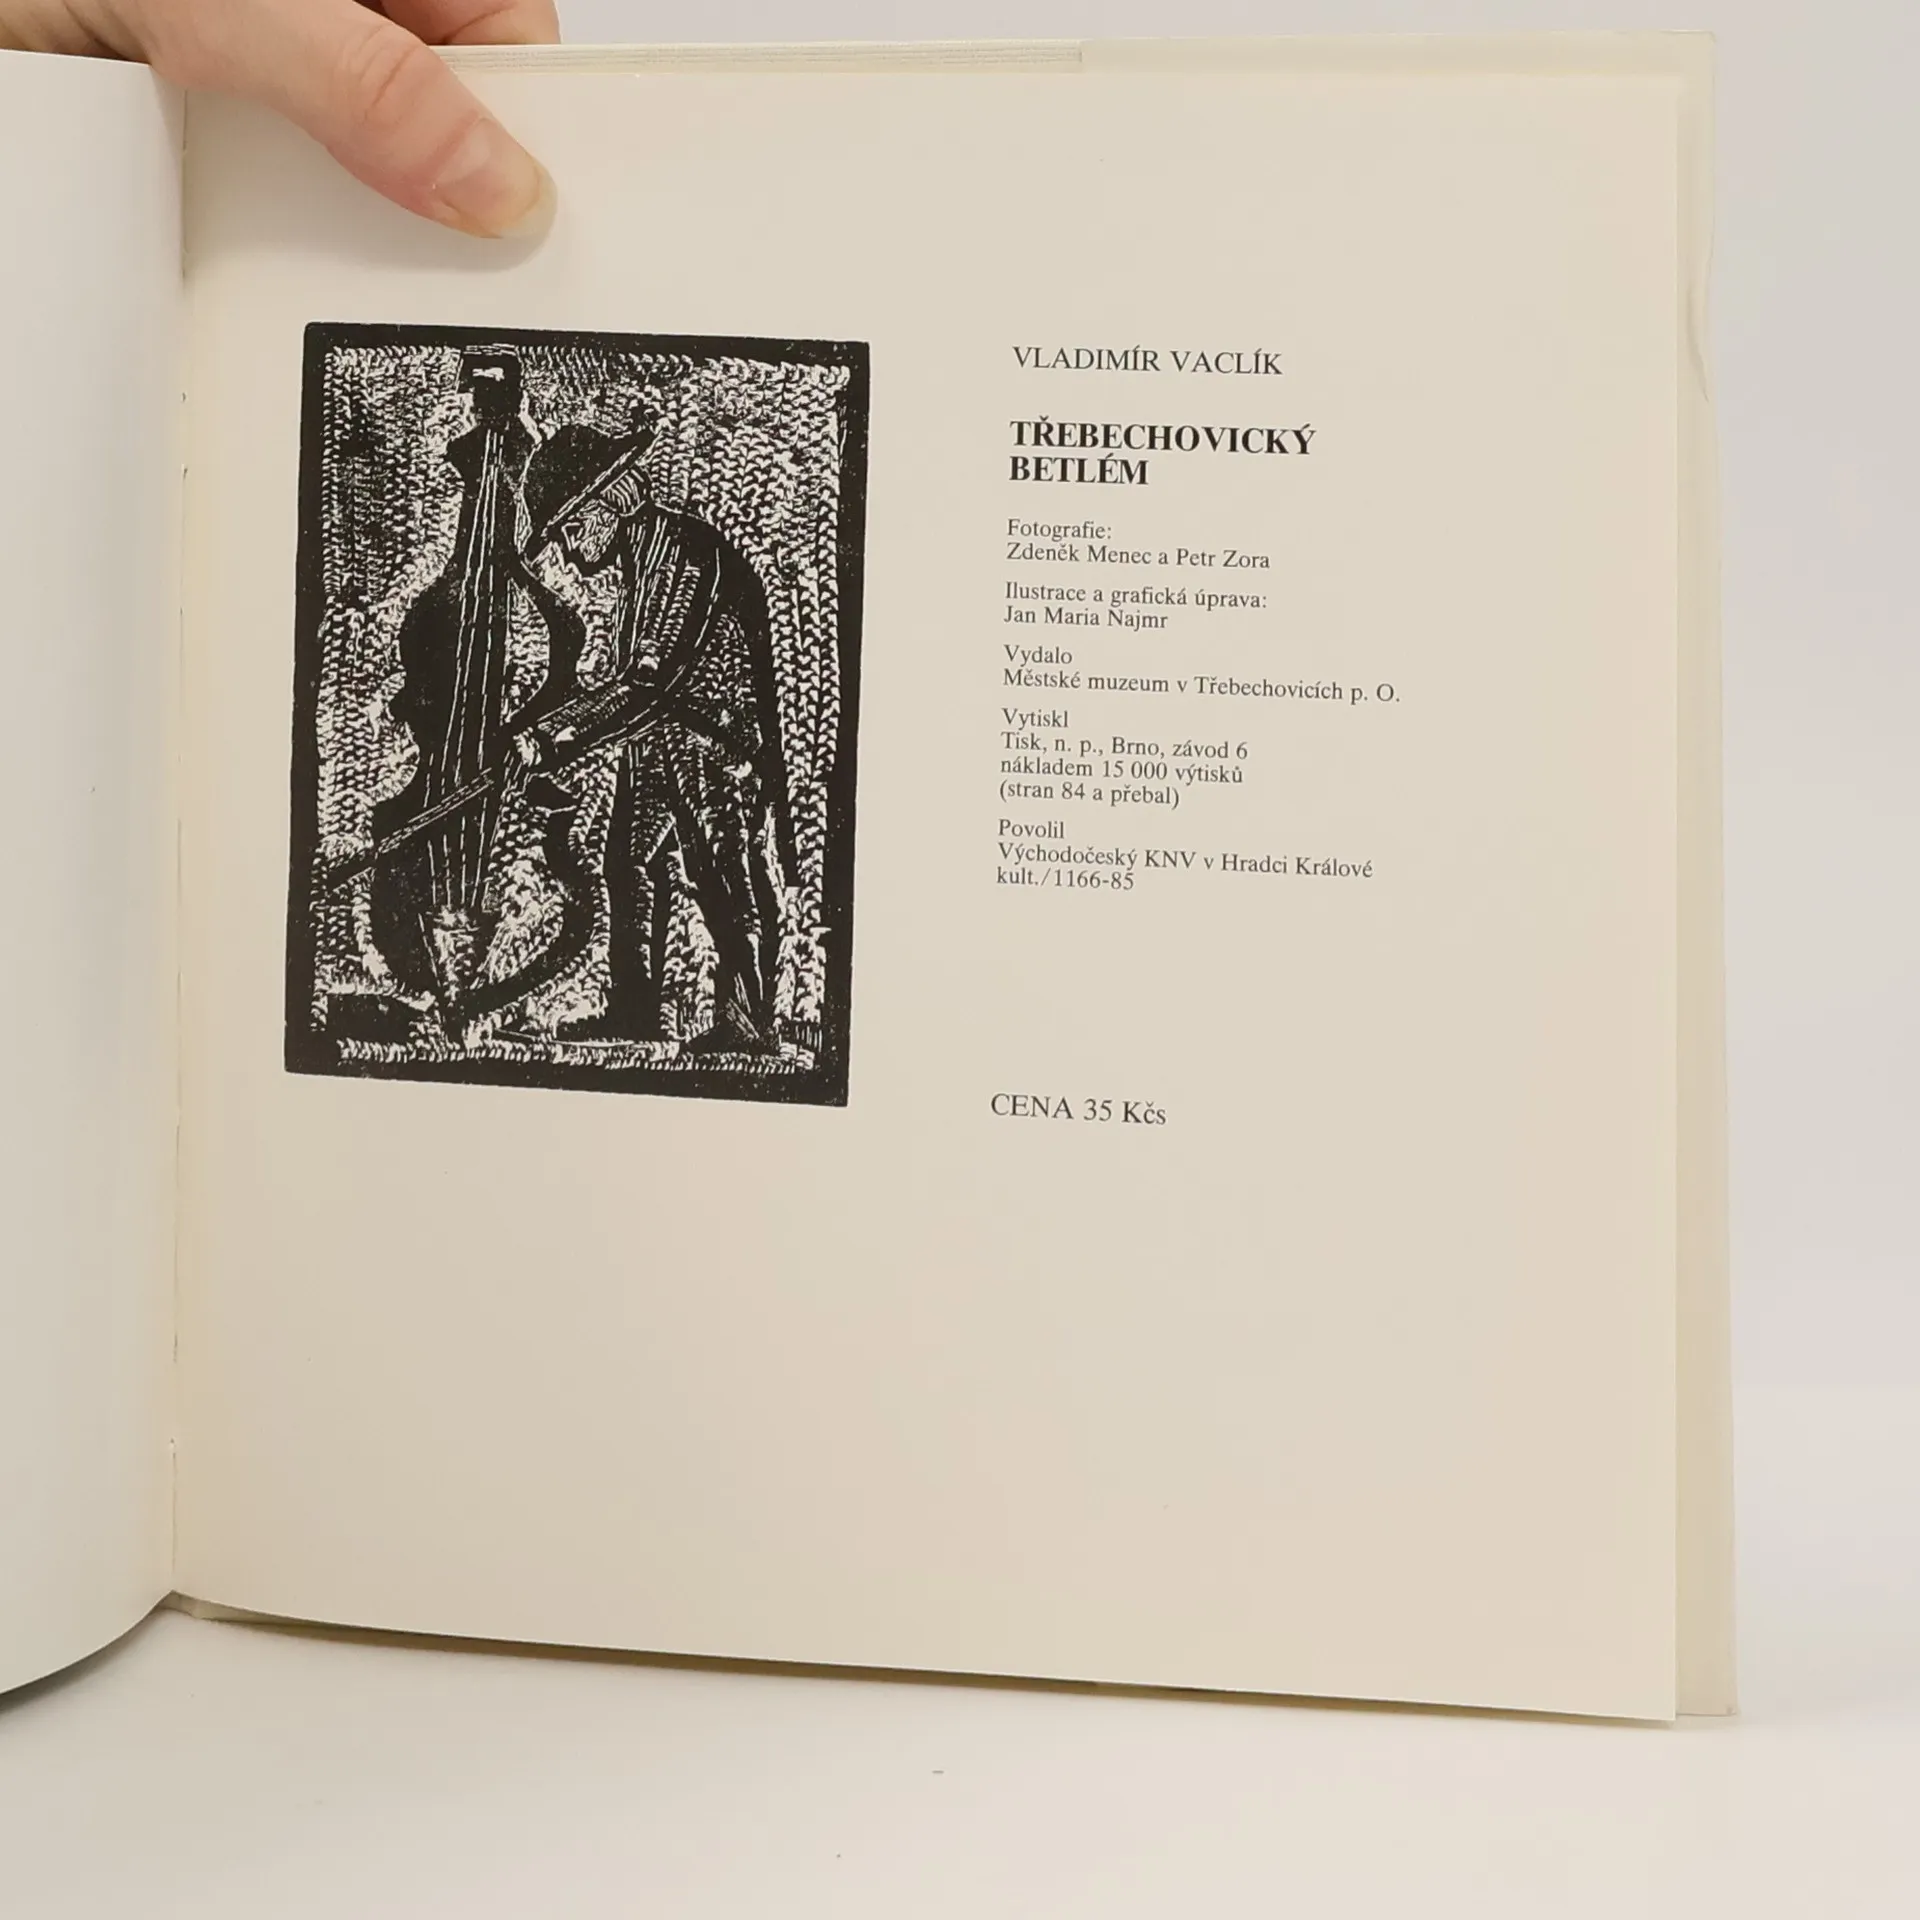 VLADIMÍR VACLÍK
TŘEBECHOVICKÝ
BETLÉM
Fotografie:
Zdeněk Menec a Petr Zora
Ilustrace a grafická úprava:
Jan Maria Najmr
Vydalo
Městské muzeum v Třebechovicích p. O.
Vytiskl
Tisk, n. p., Brno, závod 6
nákladem 15 000 výtisků
(stran 84 a přebal)
Povolil
Východočeský KNV v Hradci Králové
kult./1166-85
CENA 35 Kčs